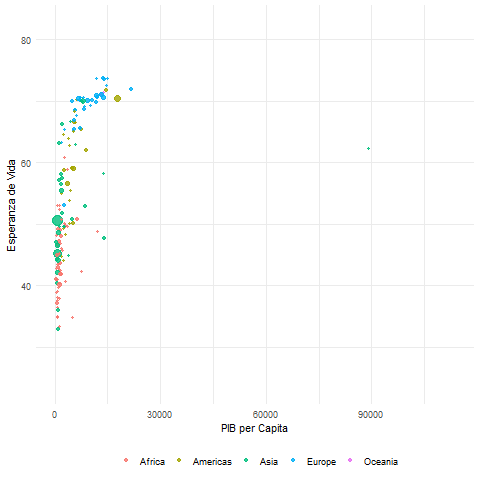 80
60
40
Esperanza de Vida
0 30000 60000 90000
PIB per Capita
Africa Americas Asia Europe Oceania